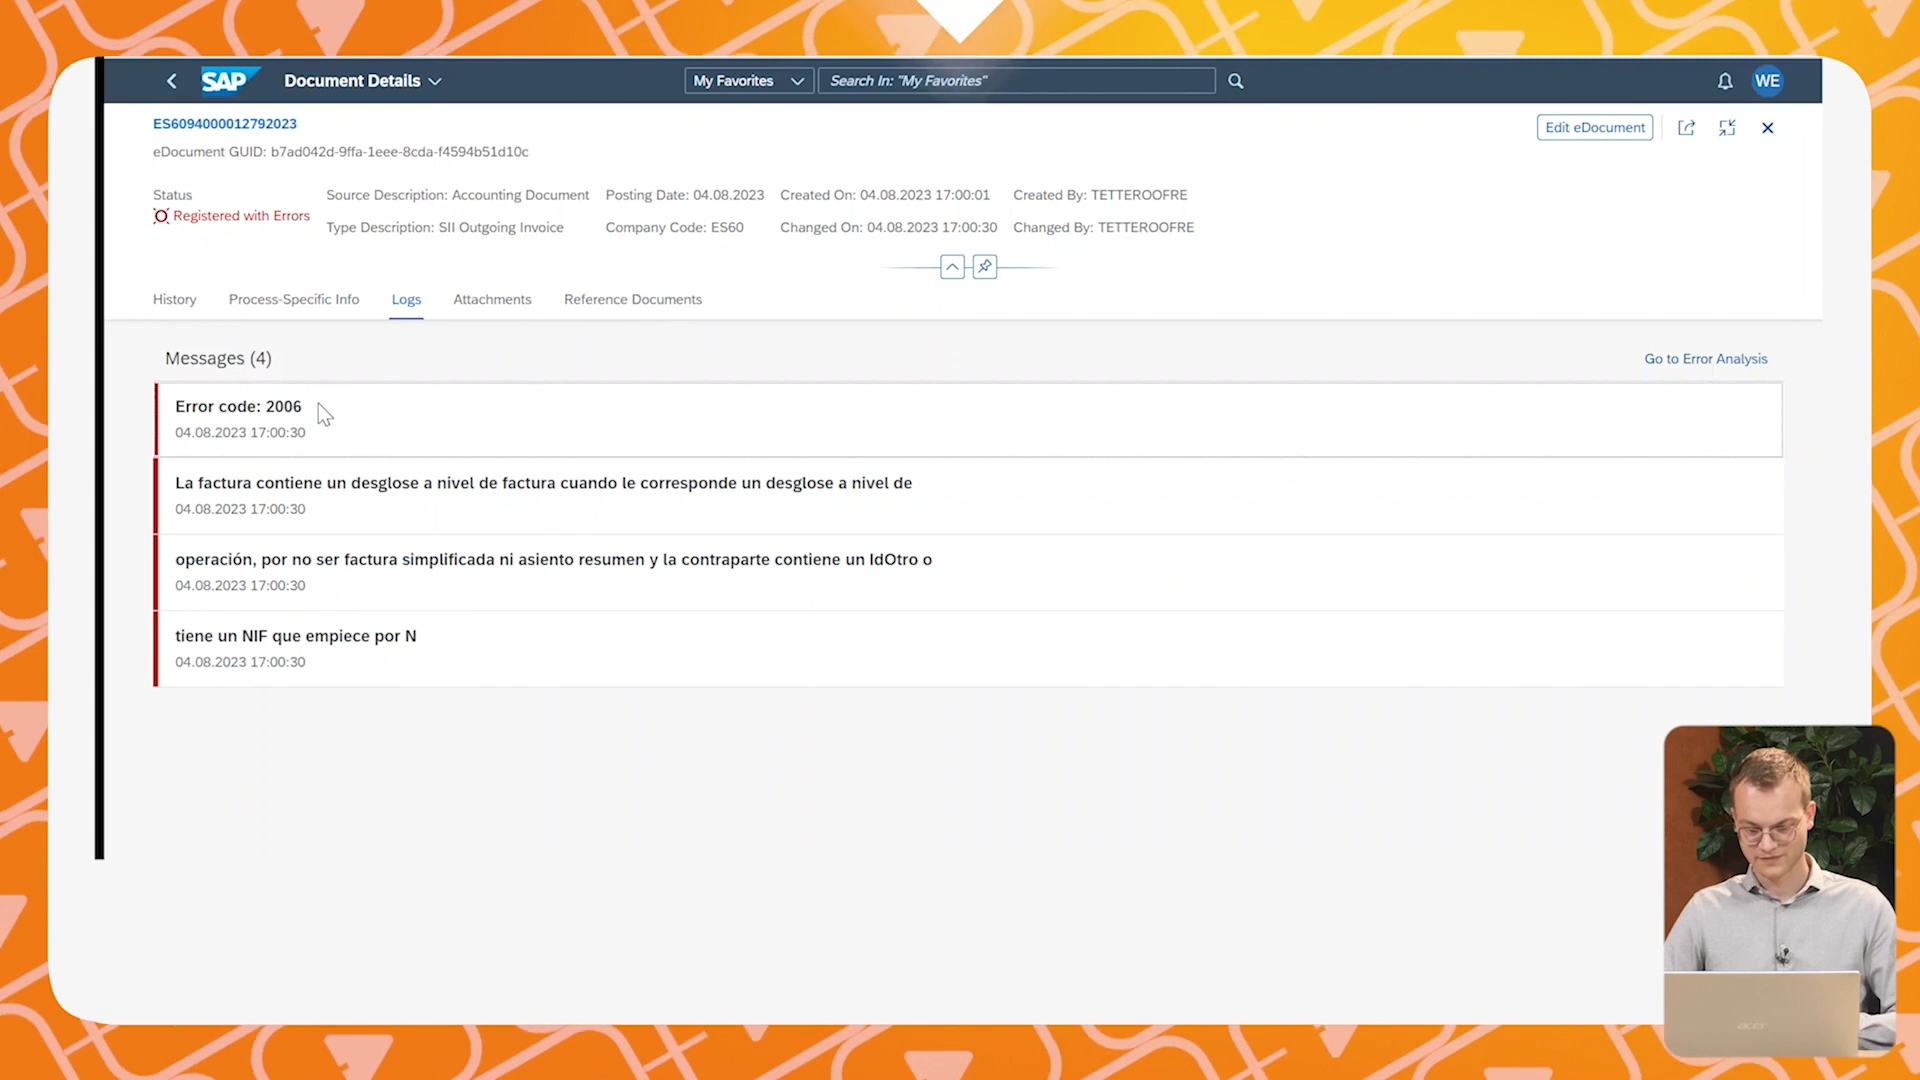 SAP
Document Details
My Favorites
Search In: "My Favorites"
WE
ES6094000012792023
Edit eDocument
eDocument GUID: b7ad042d-9ffa-1eee-8cda-f4594b51d10c
Status
Registered with Errors
Source Description: Accounting Document
Posting Date: 04.08.2023
Created On: 04.08.2023 17:00:01
Created By: TETTEROOFRE
Type Description: SII Outgoing Invoice
Company Code: ES60
Changed On: 04.08.2023 17:00:30
Changed By: TETTEROOFRE
History
Process-Specific Info
Logs
Attachments
Reference Documents
Messages (4)
Go to Error Analysis
Error code: 2006
04.08.2023 17:00:30
La factura contiene un desglose a nivel de factura cuando le corresponde un desglose a nivel de
04.08.2023 17:00:30
operación, por no ser factura simplificada ni asiento resumen y la contraparte contiene un IdOtro o
04.08.2023 17:00:30
tiene un NIF que empiece por N
04.08.2023 17:00:30
acer